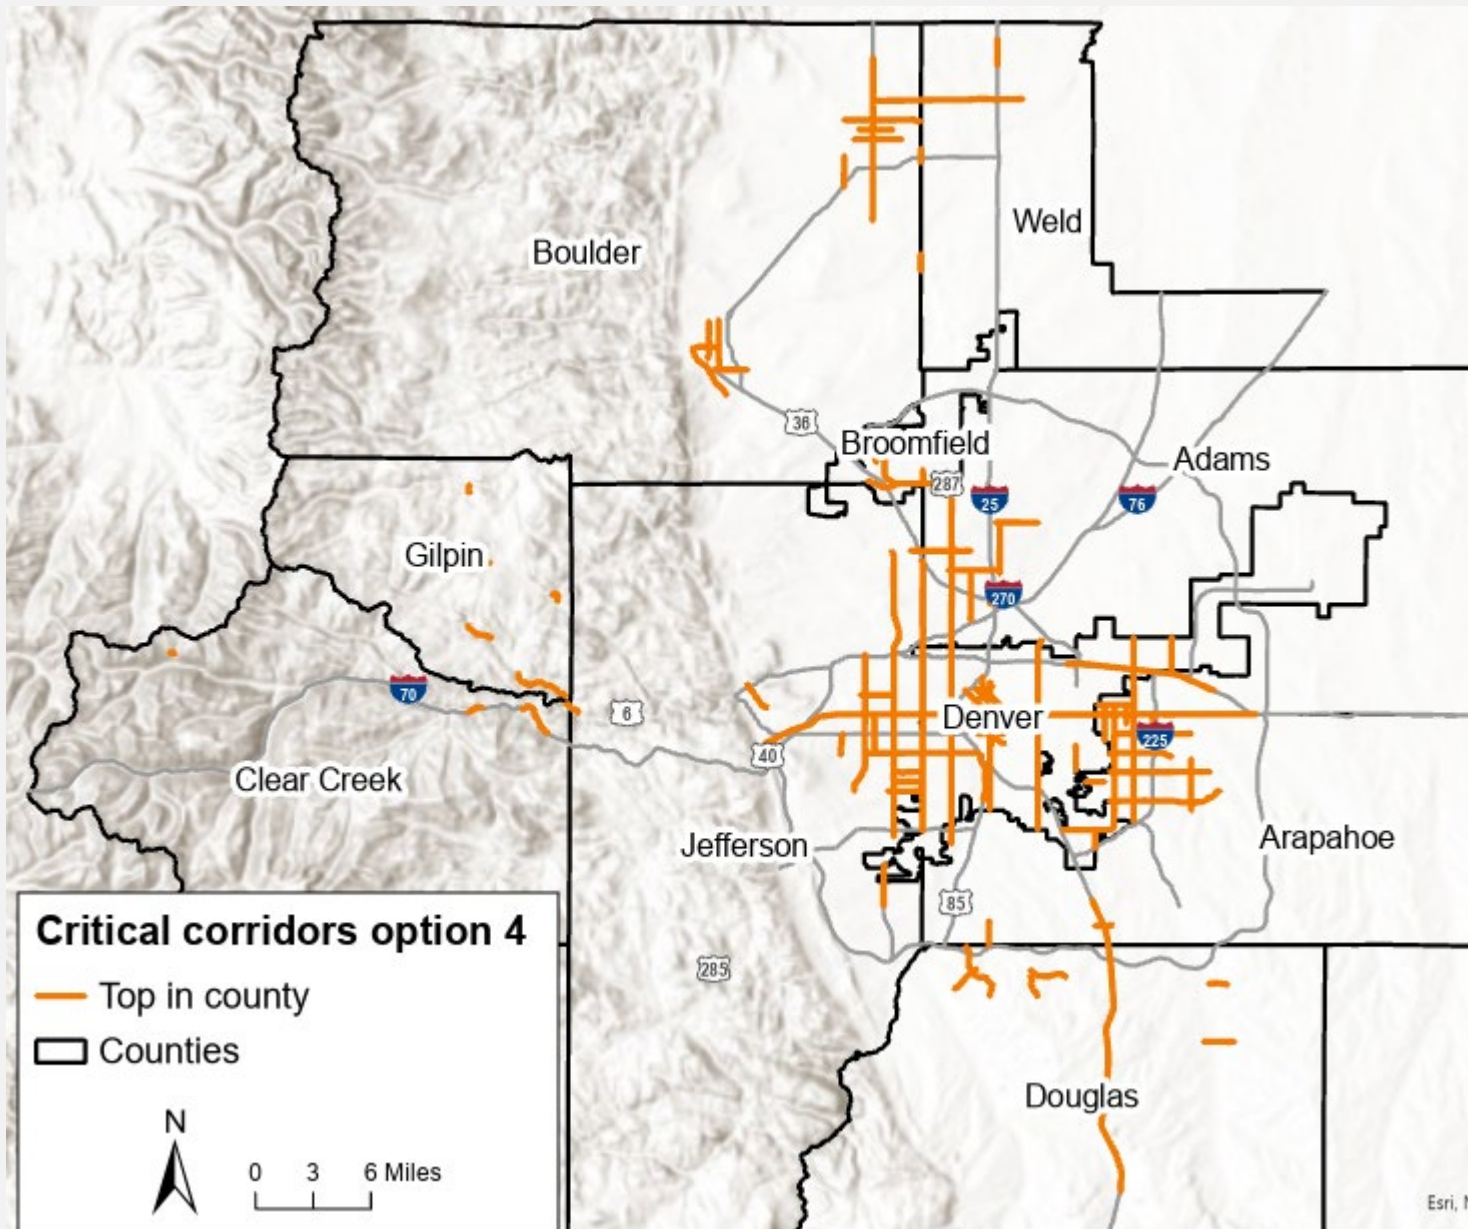 Weld
Boulder
36
Broomfield
287
Adams
25
76
Gilpin
270
70
6
Denver
225
40
Clear Creek
Jefferson
Arapahoe
85
285
Douglas
Critical corridors option 4
Top in county
Counties
N
0 3 6 Miles
Esri,